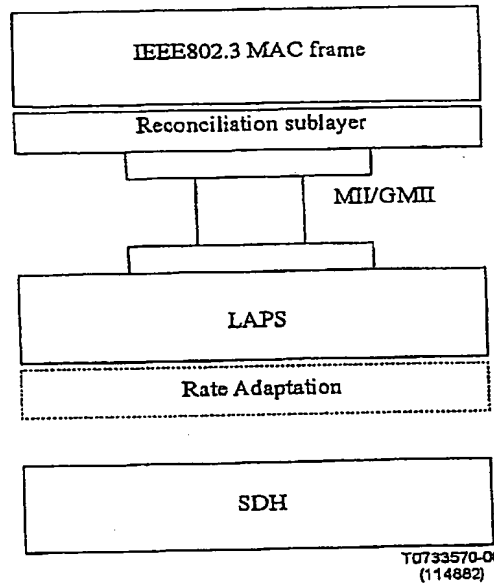 IEEE802.3 MAC frame
Reconciliation sublayer
MII/GMII
LAPS
Rate Adaptation
SDH
(114882)